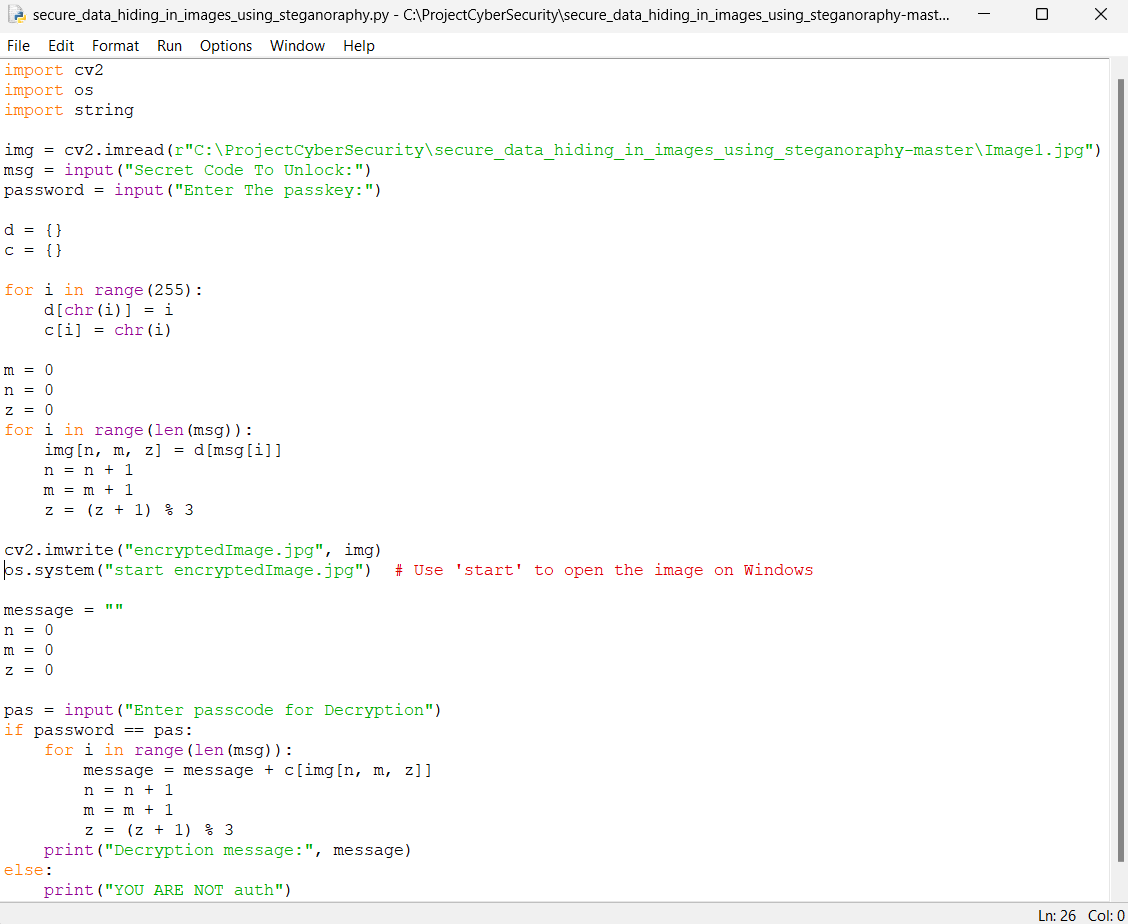 secure_data_hiding_in_images_using_steganoraphy.py - C:\ProjectCyberSecurity\secure_data_hiding_in_images_using_steganoraphy-mast...
File Edit Format Run Options Window Help
import cv2
import os
import string

img = cv2.imread(r"C:\ProjectCyberSecurity\secure_data_hiding_in_images_using_steganoraphy-master\Image1.jpg")
msg = input("Secret Code To Unlock:")
password = input("Enter The passkey:")

d = {}
c = {}

for i in range(255):
    d[chr(i)] = i
    c[i] = chr(i)

m = 0
n = 0
z = 0
for i in range(len(msg)):
    img[n, m, z] = d[msg[i]]
    n = n + 1
    m = m + 1
    z = (z + 1) % 3

cv2.imwrite("encryptedImage.jpg", img)
os.system("start encryptedImage.jpg")  # Use 'start' to open the image on Windows

message = ""
n = 0
m = 0
z = 0

pas = input("Enter passcode for Decryption")
if password == pas:
    for i in range(len(msg)):
        message = message + c[img[n, m, z]]
        n = n + 1
        m = m + 1
        z = (z + 1) % 3
    print("Decryption message:", message)
else:
    print("YOU ARE NOT auth")
Ln: 26 Col: 0